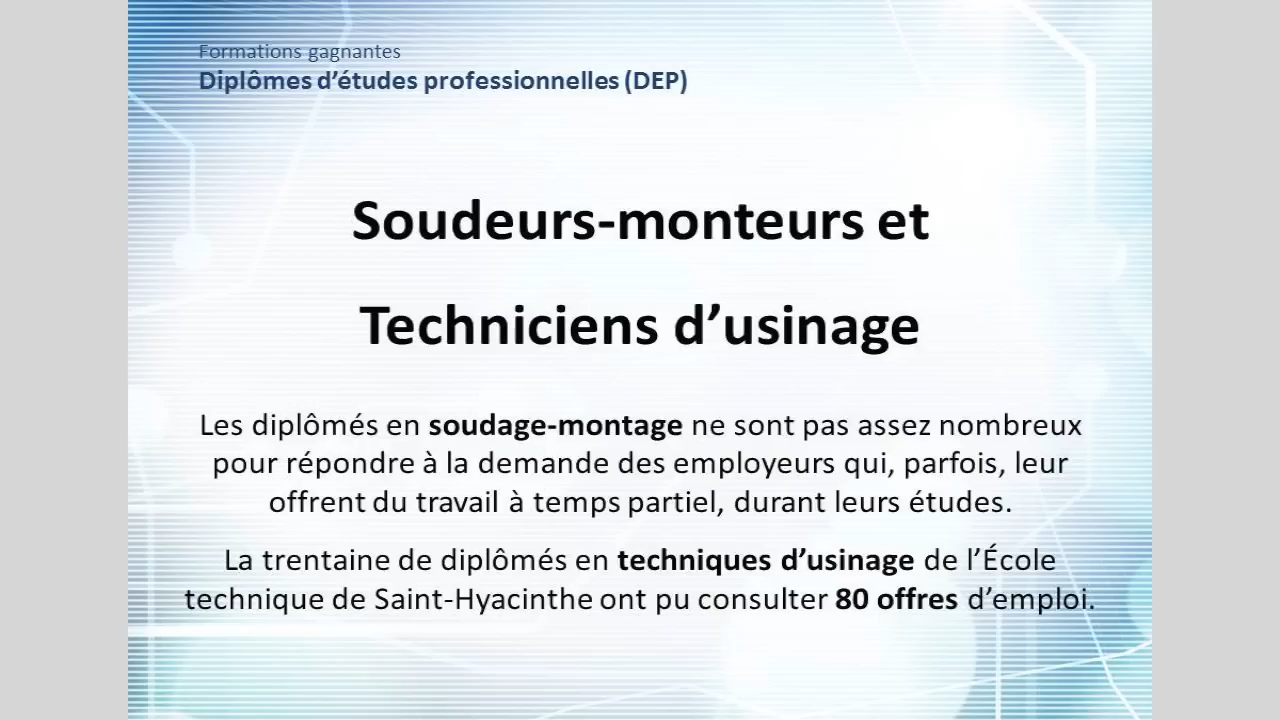 Formations gagnantes
Diplômes d’études professionnelles (DEP)
Soudeurs-monteurs et
Techniciens d’usinage
Les diplômés en soudage-montage ne sont pas assez nombreux
pour répondre à la demande des employeurs qui, parfois, leur
offrent du travail à temps partiel, durant leurs études.
La trentaine de diplômés en techniques d’usinage de l’École
technique de Saint-Hyacinthe ont pu consulter 80 offres d’emploi.